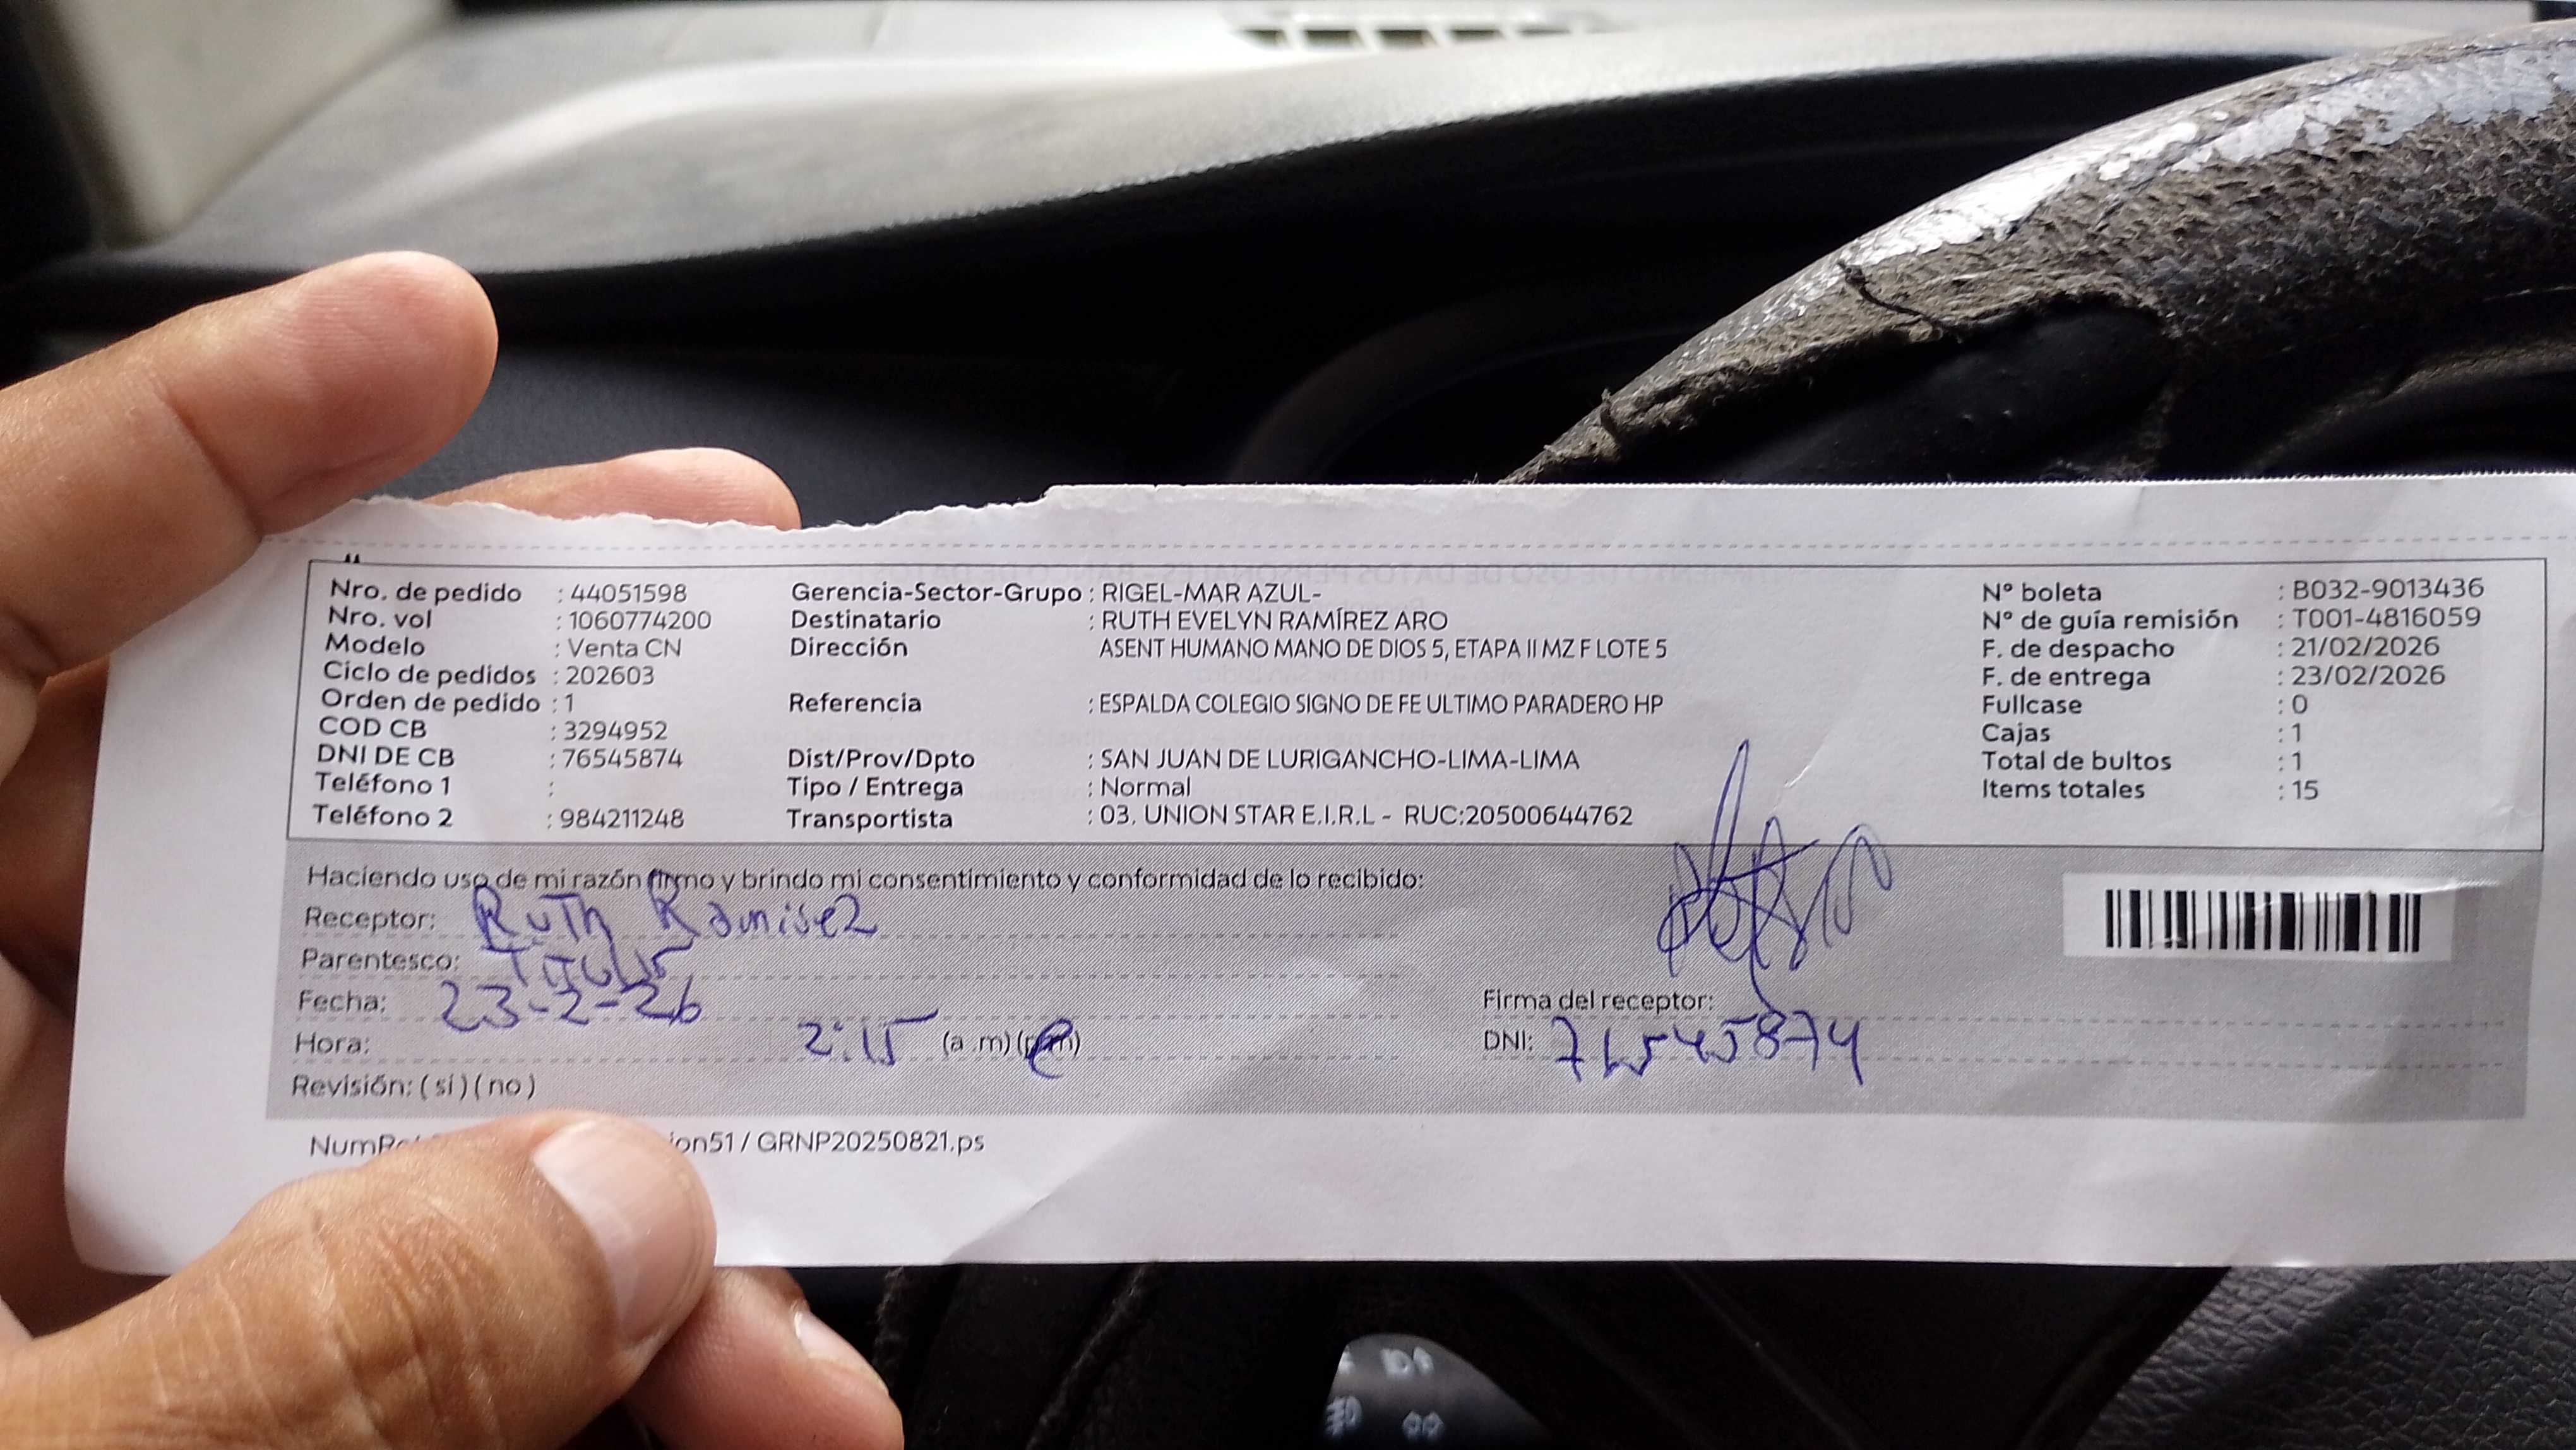 Nro. de pedido : 44051598 Gerencia-Sector-Grupo : RIGEL-MAR AZUL- N° boleta : B032-9013436
Nro. vol : 1060774200 Destinatario : RUTH EVELYN RAMÍREZ ARO N° de guía remisión : T001-4816059
Modelo : Venta CN Dirección ASENT HUMANO MANO DE DIOS 5, ETAPA II MZ F LOTE 5 F. de despacho : 21/02/2026
Ciclo de pedidos : 202603 F. de entrega : 23/02/2026
Orden de pedido : 1 Referencia : ESPALDA COLEGIO SIGNO DE FE ULTIMO PARADERO HP Fullcase : 0
COD CB : 3294952 Cajas : 1
DNI DE CB : 76545874 Dist/Prov/Dpto : SAN JUAN DE LURIGANCHO-LIMA-LIMA Total de bultos : 1
Teléfono 1 : Tipo / Entrega : Normal Items totales : 15
Teléfono 2 : 984211248 Transportista : 03. UNION STAR E.I.R.L - RUC:20500644762
Haciendo uso de mi razón firmo y brindo mi consentimiento y conformidad de lo recibido:
Receptor: Ruth Ramirez
Parentesco:
Fecha: 23-2-26 Firma del receptor:
Hora: 2:15 (a .m) (p.m) DNI: 76545874
Revisión: ( si ) ( no )
/ GRNP20250821.ps